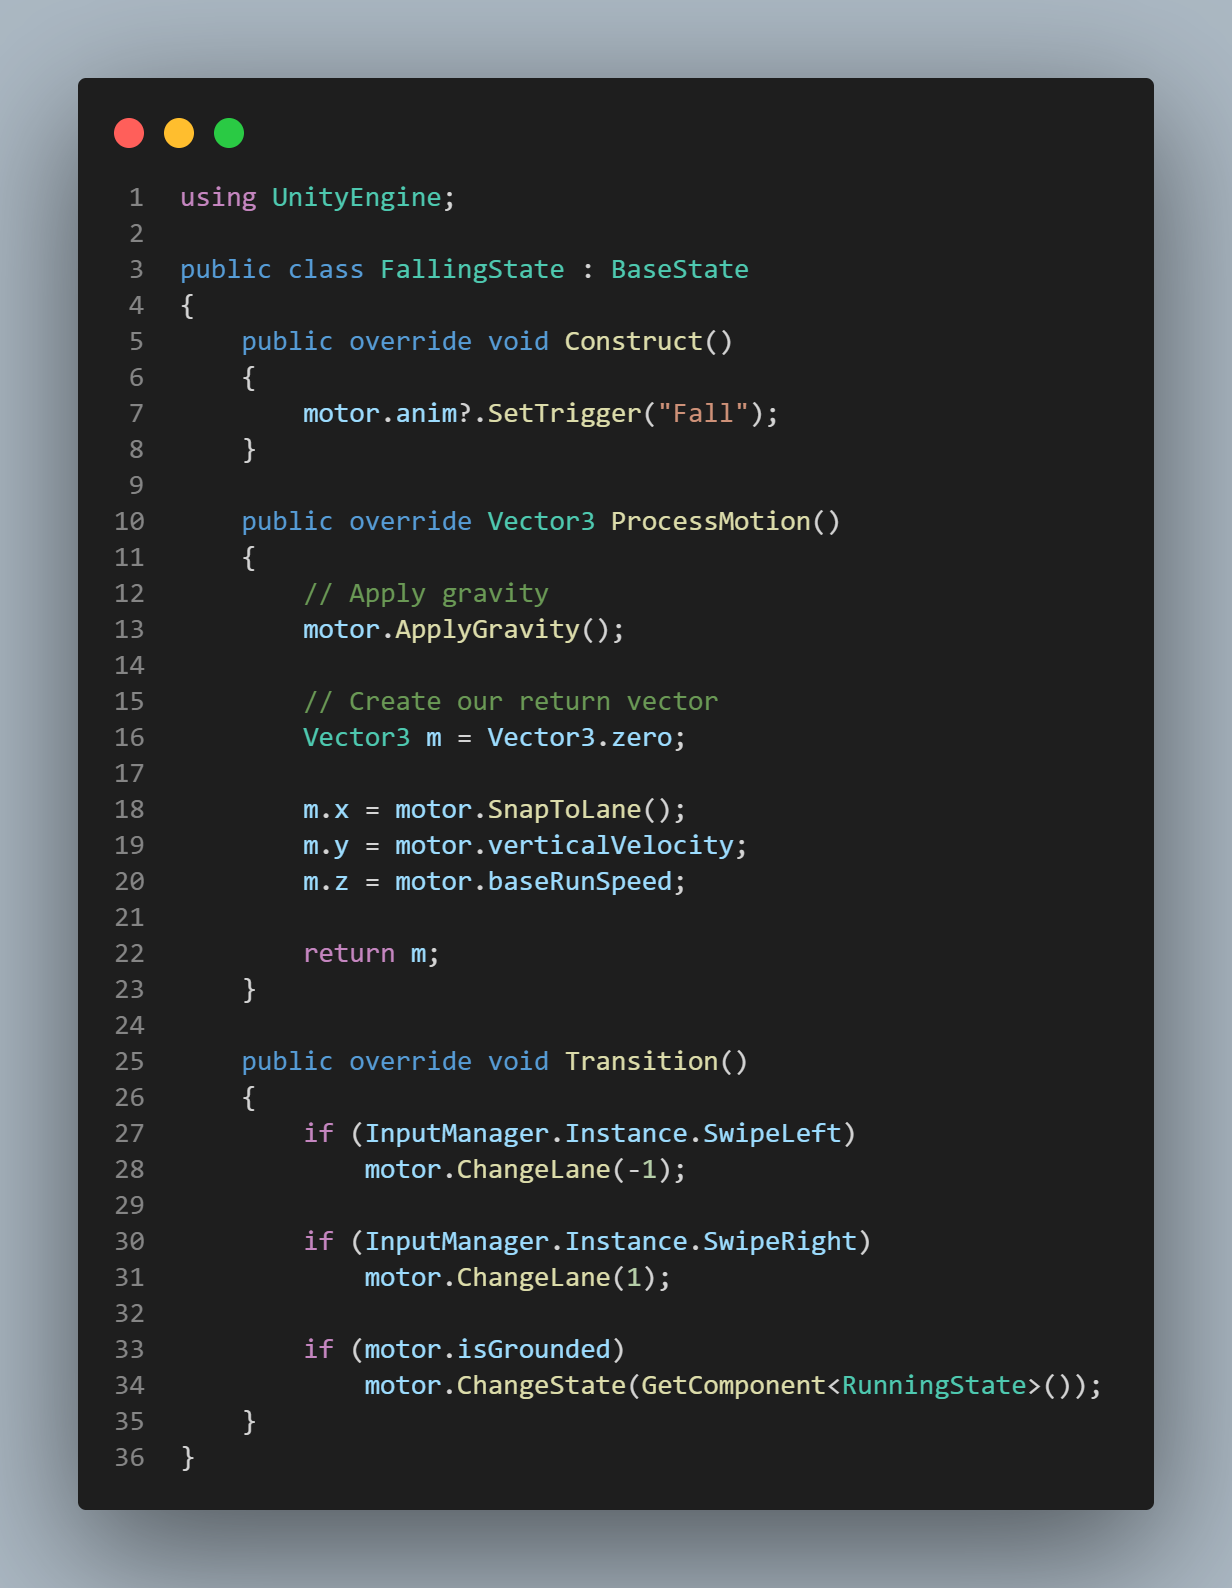 1 using UnityEngine;
2
3 public class FallingState : BaseState
4 {
5     public override void Construct()
6     {
7         motor.anim?.SetTrigger("Fall");
8     }
9
10     public override Vector3 ProcessMotion()
11     {
12         // Apply gravity
13         motor.ApplyGravity();
14
15         // Create our return vector
16         Vector3 m = Vector3.zero;
17
18         m.x = motor.SnapToLane();
19         m.y = motor.verticalVelocity;
20         m.z = motor.baseRunSpeed;
21
22         return m;
23     }
24
25     public override void Transition()
26     {
27         if (InputManager.Instance.SwipeLeft)
28             motor.ChangeLane(-1);
29
30         if (InputManager.Instance.SwipeRight)
31             motor.ChangeLane(1);
32
33         if (motor.isGrounded)
34             motor.ChangeState(GetComponent<RunningState>());
35     }
36 }